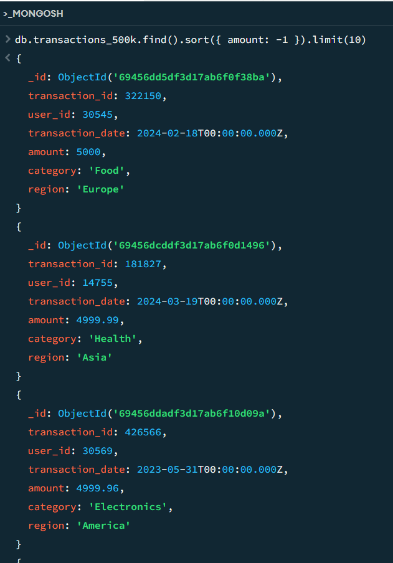 >_MONGOSH
> db.transactions_500k.find().sort({ amount: -1 }).limit(10)
< {
_id: ObjectId('69456dd5df3d17ab6f0f38ba'),
transaction_id: 322150,
user_id: 30545,
transaction_date: 2024-02-18T00:00:00.000Z,
amount: 5000,
category: 'Food',
region: 'Europe'
}
{
_id: ObjectId('69456dcddf3d17ab6f0d1496'),
transaction_id: 181827,
user_id: 14755,
transaction_date: 2024-03-19T00:00:00.000Z,
amount: 4999.99,
category: 'Health',
region: 'Asia'
}
{
_id: ObjectId('69456ddadf3d17ab6f10d09a'),
transaction_id: 426566,
user_id: 30569,
transaction_date: 2023-05-31T00:00:00.000Z,
amount: 4999.96,
category: 'Electronics',
region: 'America'
}
{